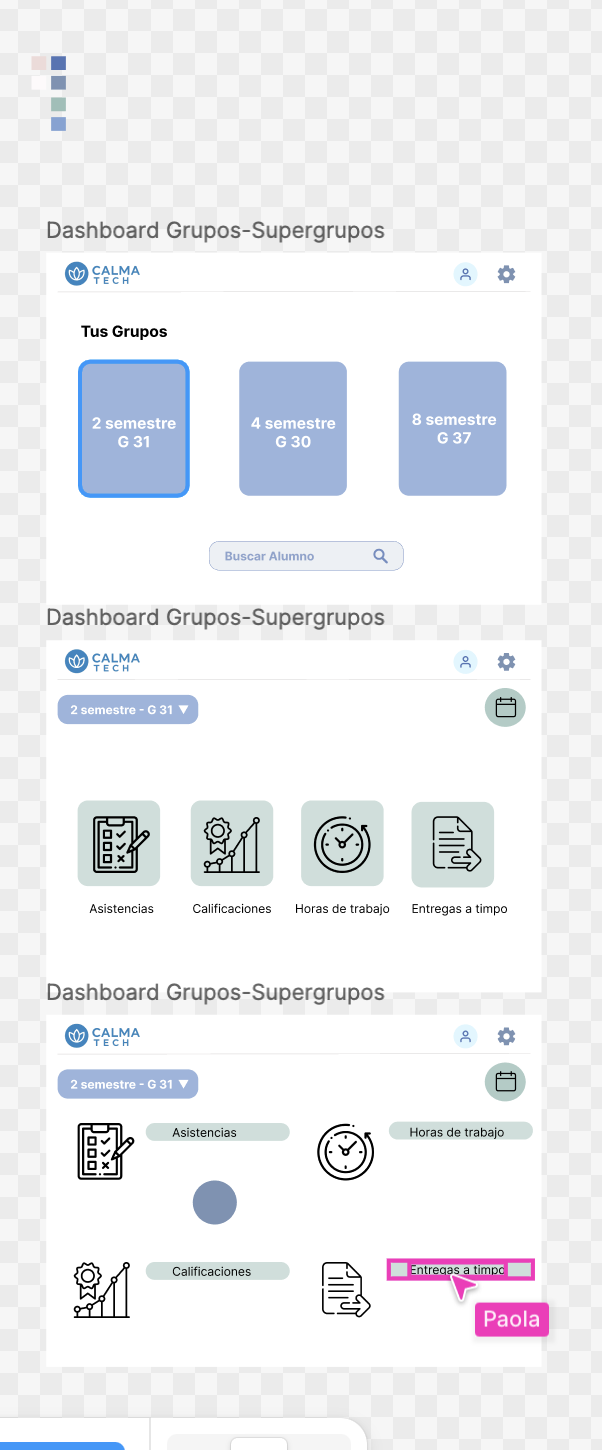 Dashboard Grupos-Supergrupos
CALMA
TECH
Tus Grupos
2 semestre
G 31
4 semestre
G 30
8 semestre
G 37
Buscar Alumno
Dashboard Grupos-Supergrupos
CALMA
TECH
2 semestre - G 31
Asistencias
Calificaciones
Horas de trabajo
Entregas a timpo
Dashboard Grupos-Supergrupos
CALMA
TECH
2 semestre - G 31
Asistencias
Horas de trabajo
Calificaciones
Entregas a timpo
Paola